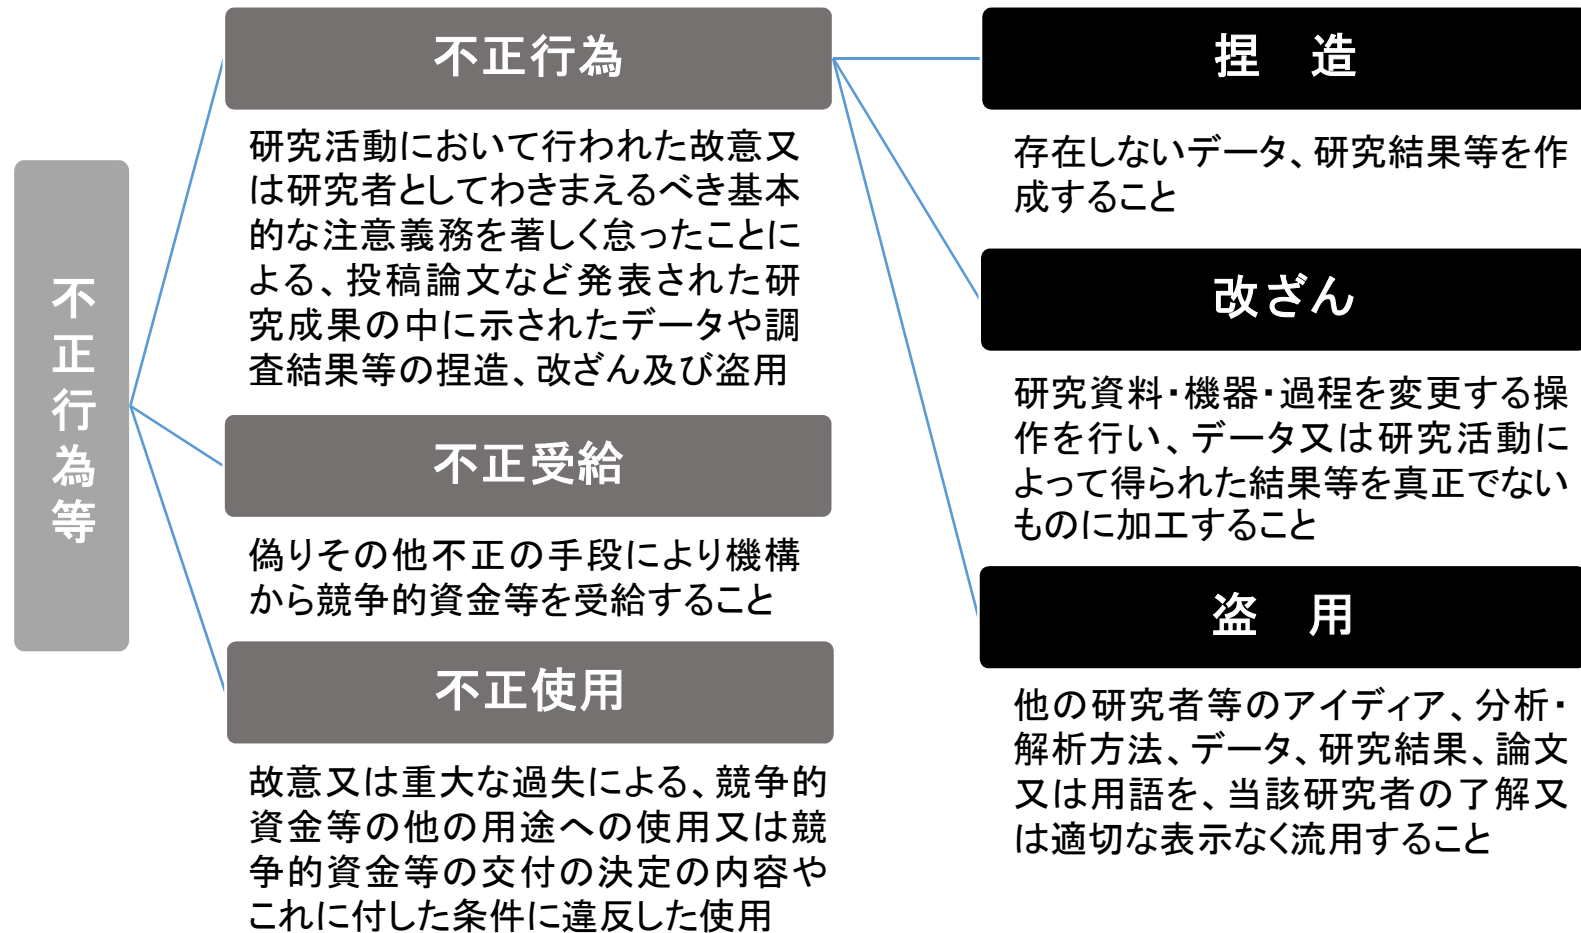 不正行為等
不正行為
研究活動において行われた故意又
は研究者としてわきまえるべき基本
的な注意義務を著しく怠ったことに
よる、投稿論文など発表された研
究成果の中に示されたデータや調
査結果等の捏造、改ざん及び盗用
不正受給
偽りその他不正の手段により機構
から競争的資金等を受給すること
不正使用
故意又は重大な過失による、競争的
資金等の他の用途への使用又は競
争的資金等の交付の決定の内容や
これに付した条件に違反した使用
捏　造
存在しないデータ、研究結果等を作
成すること
改ざん
研究資料・機器・過程を変更する操
作を行い、データ又は研究活動に
よって得られた結果等を真正でない
ものに加工すること
盗　用
他の研究者等のアイディア、分析・
解析方法、データ、研究結果、論文
又は用語を、当該研究者の了解又
は適切な表示なく流用すること